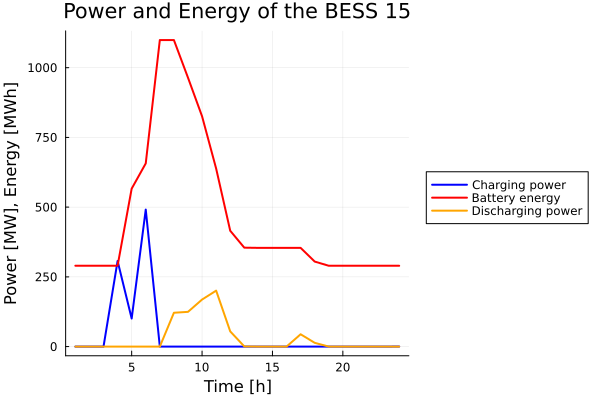 Power and Energy of the BESS 15
Power [MW], Energy [MWh]
1000
750
500
250
0
5
10
15
20
Time [h]
Charging power
Battery energy
Discharging power